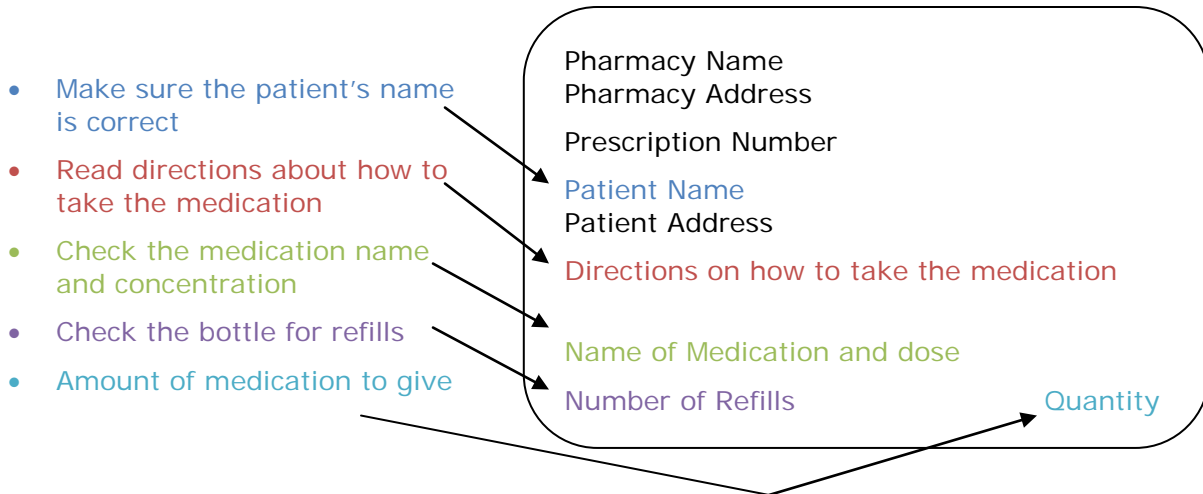 • Make sure the patient's name
is correct
• Read directions about how to
take the medication
• Check the medication name
and concentration
• Check the bottle for refills
• Amount of medication to give
Pharmacy Name
Pharmacy Address
Prescription Number
Patient Name
Patient Address
Directions on how to take the medication
Name of Medication and dose
Number of Refills Quantity